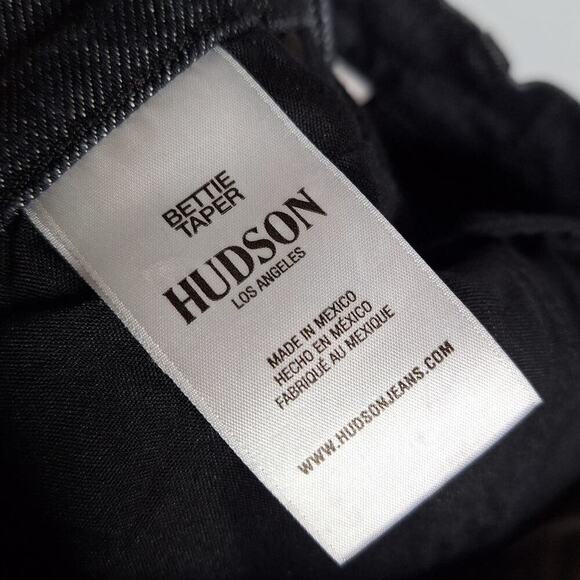 BETTIE
TAPER
HUDSON
LOS ANGELES
MADE IN MEXICO
HECHO EN MÉXICO
FABRIQUÉ AU MEXIQUE
WWW.HUDSONJEANS.COM